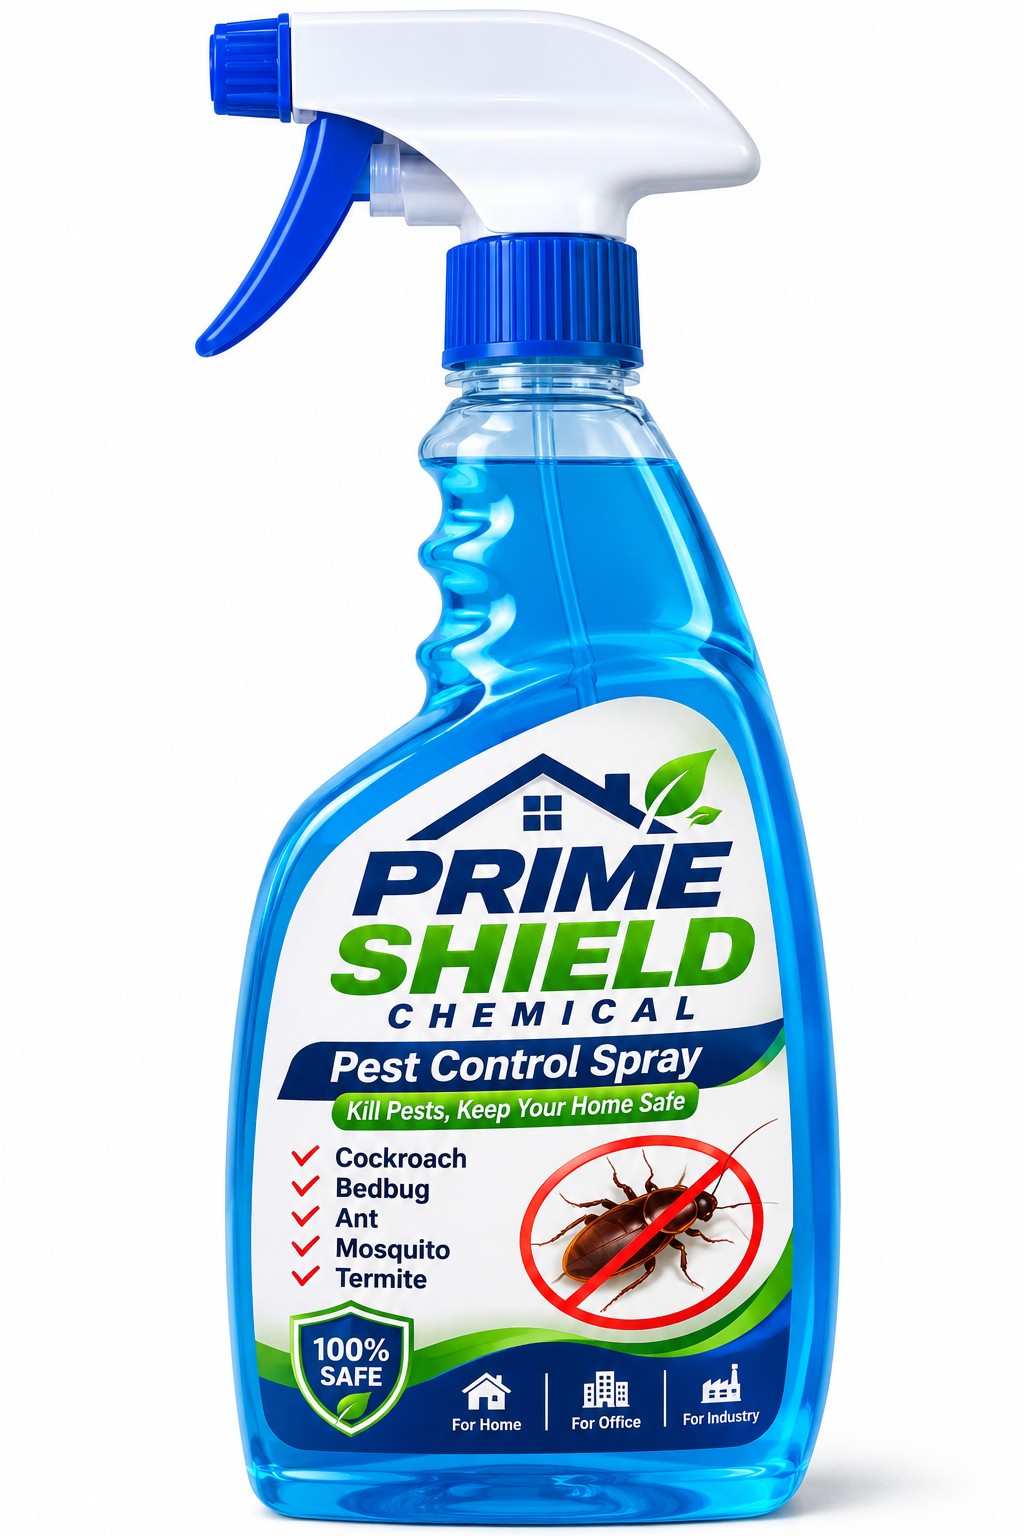 PRIME
SHIELD
CHEMICAL
Pest Control Spray
Kill Pests, Keep Your Home Safe
Cockroach
Bedbug
Ant
Mosquito
Termite
100%
SAFE
For Home
For Office
For Industry